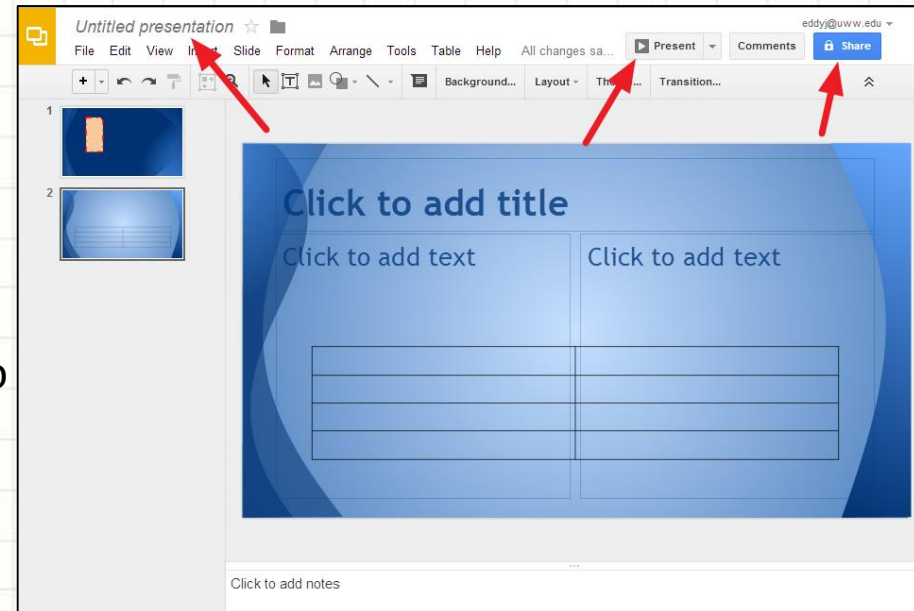 Untitled presentation
eddyj@uww.edu
File Edit View Slide Format Arrange Tools Table Help All changes sa...
Present
Comments
Share
Background... Layout Transition...
1
2
Click to add title
Click to add text
Click to add text
Click to add notes